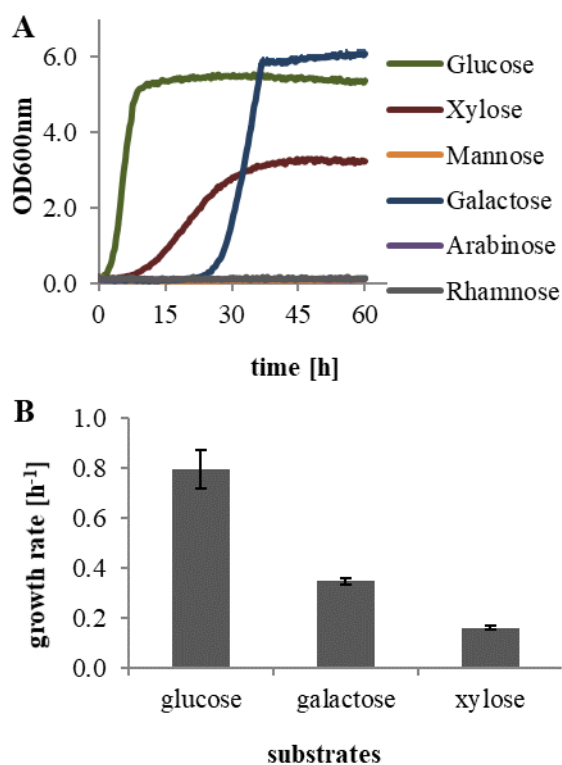 A
OD600nm
6.0
4.0
2.0
0.0
0 15 30 45 60
time [h]
Glucose
Xylose
Mannose
Galactose
Arabinose
Rhamnose
B
growth rate [h-1]
1.0
0.8
0.6
0.4
0.2
0.0
glucose galactose xylose
substrates